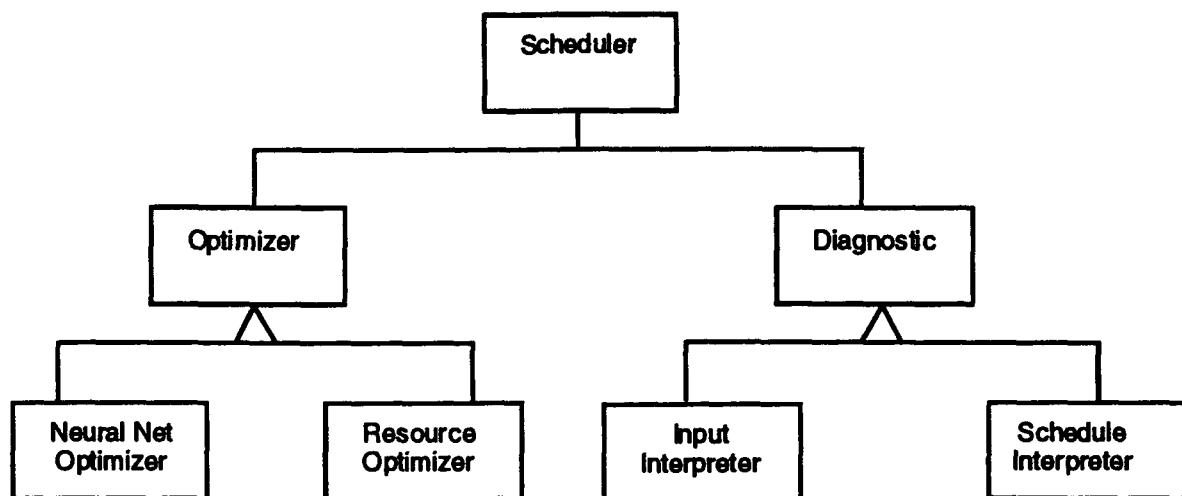 Scheduler
Optimizer
Diagnostic
Neural Net
Optimizer
Resource
Optimizer
Input
Interpreter
Schedule
Interpreter